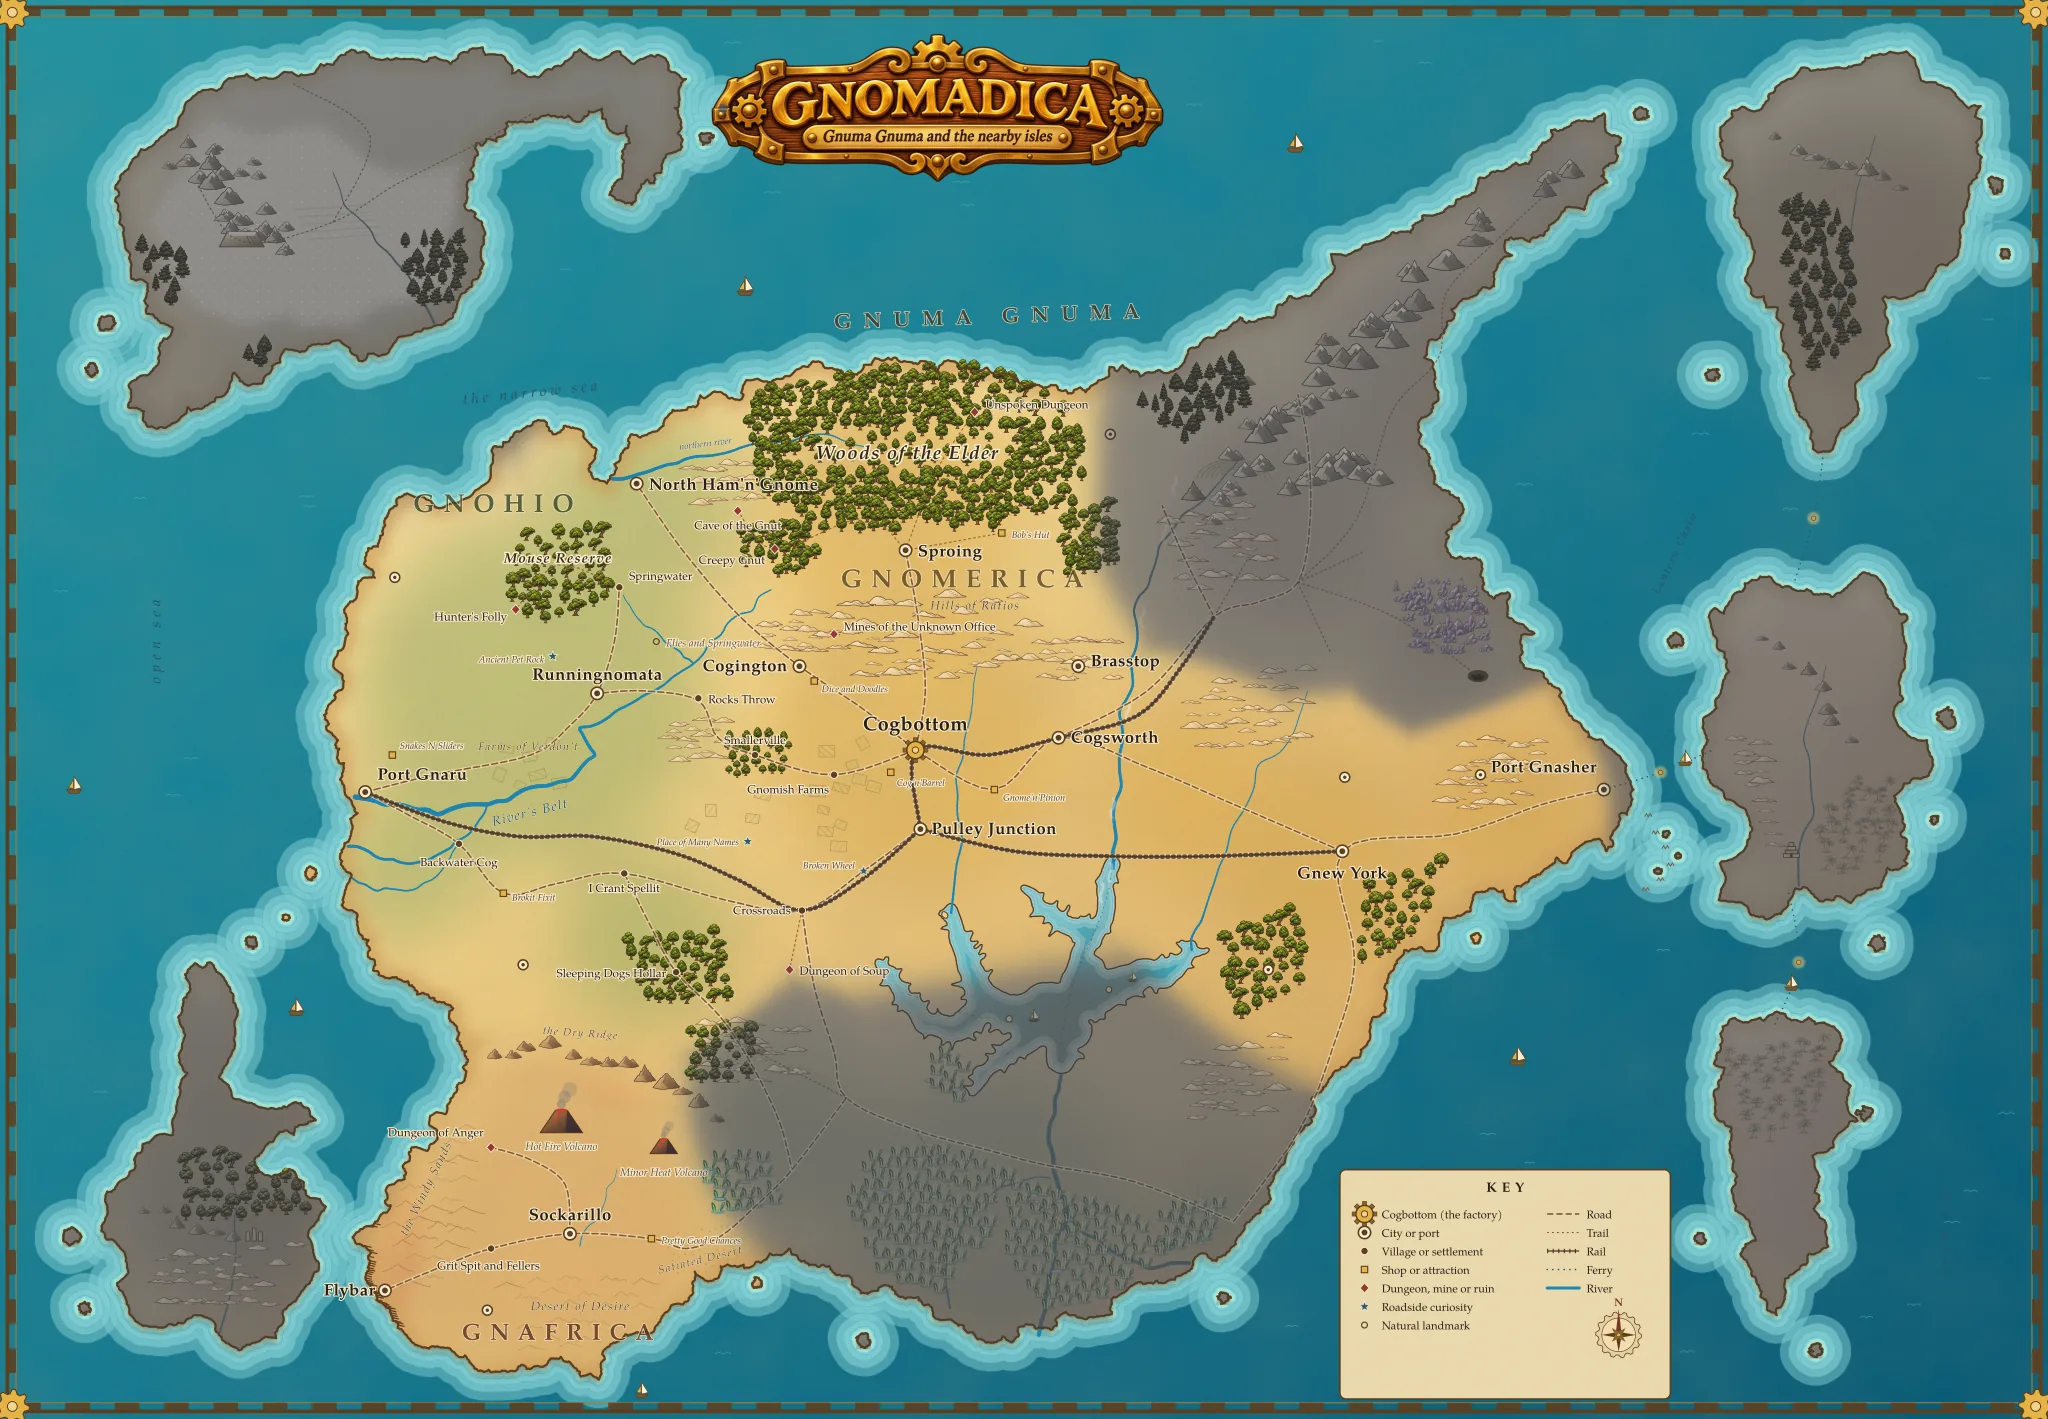 GNOMADICA
Gnuma Gnuma and the nearby isles
GNUMA GNUMA
the narrow sea
Unspoken Dungeon
northern river
Woods of the Elder
North Ham'n'Gnome
GNOHIO
Cave of the Gnut
Bob's Hut
Mouse Reserve
Creepy Gnut
Sproing
Springwater
GNOMERICA
Hills of Ratios
Hunter's Folly
Mines of the Unknown Office
open sea
Flies and Springwater
Ancient Pet Rock
Cogington
Brasstop
Runningnomata
Dice and Doodles
Rocks Throw
Cogbottom
Smallerville
Cogsworth
Snakes N Sliders
Farms of Verdon't
Port Gnaru
Port Gnasher
Gnomish Farms
Cog'n'Barrel
Gnome'n'Pinion
River's Belt
Pulley Junction
Place of Many Names
Backwater Cog
Broken Wheel
Gnew York
I Crant Spellit
Brokit Fixit
Crossroads
Sleeping Dogs Hollar
Dungeon of Soup
the Dry Ridge
Dungeon of Anger
Hot Fire Volcano
Minor Heat Volcano
the Windy Sands
Sockarillo
Pretty Good Chances
Satiated Desert
Grit Spit and Fellers
Flybar
Desert of Desire
GNAFRICA
KEY
Cogbottom (the factory)
City or port
Village or settlement
Shop or attraction
Dungeon, mine or ruin
Roadside curiosity
Natural landmark
Road
Trail
Rail
Ferry
River
N